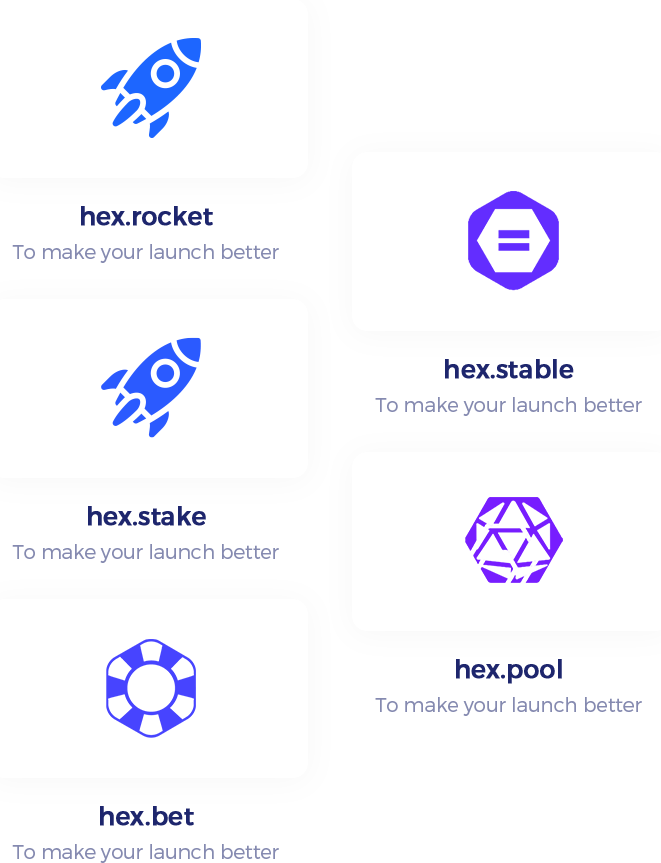 hex.rocket
To make your launch better
hex.stake
To make your launch better
hex.bet
To make your launch better
hex.stable
To make your launch better
hex.pool
To make your launch better